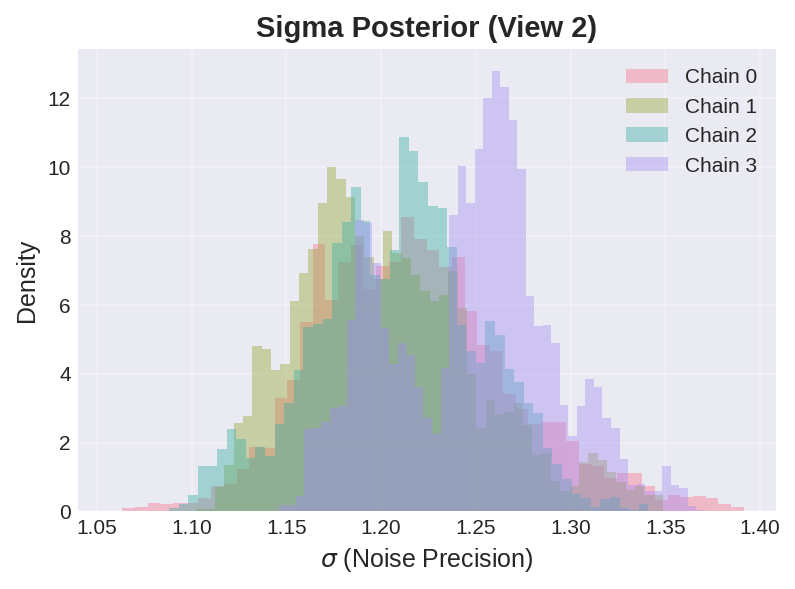 Sigma Posterior (View 2)
Chain 0
Chain 1
Chain 2
Chain 3
Density
12
10
8
6
4
2
0
1.05 1.10 1.15 1.20 1.25 1.30 1.35 1.40
σ (Noise Precision)